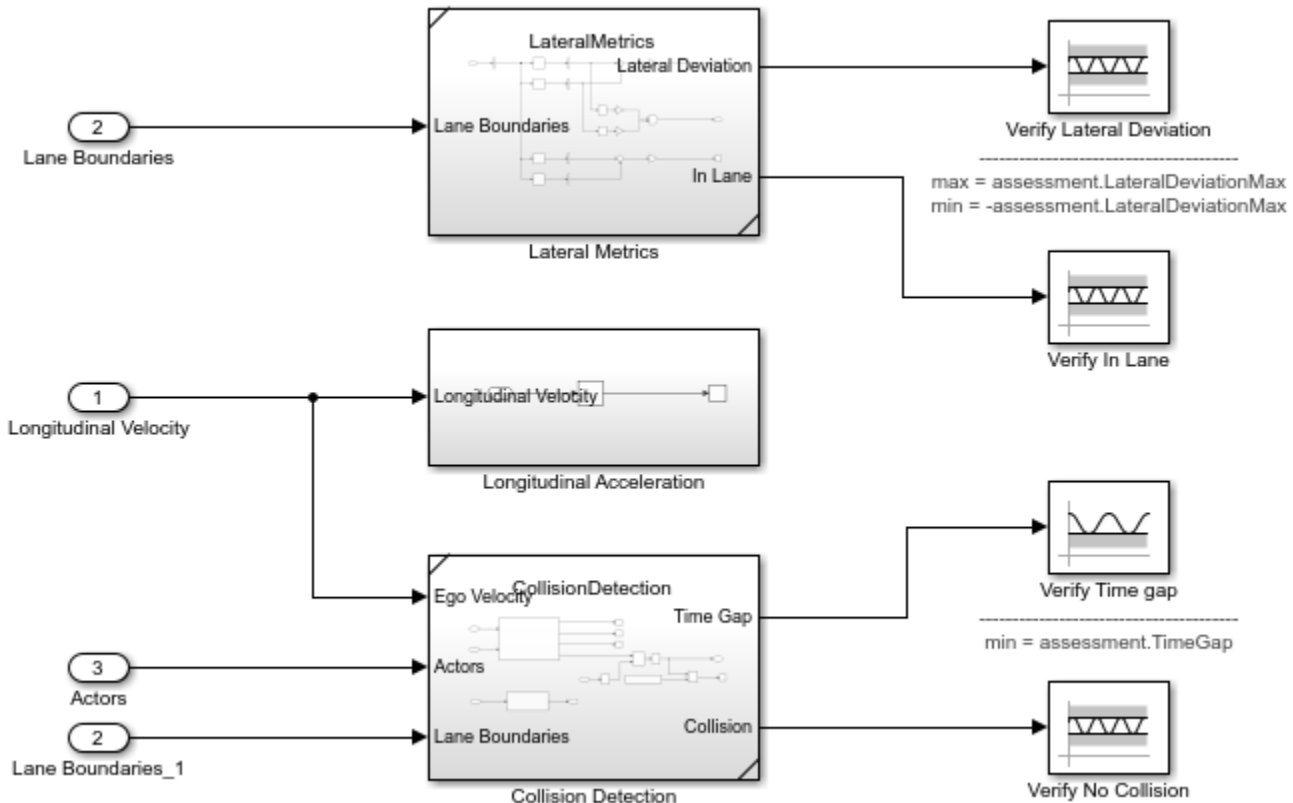 LateralMetrics
Lateral Deviation
2
Lane Boundaries
Lane Boundaries
In Lane
Lateral Metrics
Verify Lateral Deviation
---------------------------------------
max = assessment.LateralDeviationMax
min = -assessment.LateralDeviationMax
Verify In Lane
1
Longitudinal Velocity
Longitudinal Velocity
Longitudinal Acceleration
CollisionDetection
Ego Velocity
Time Gap
Verify Time gap
---------------------------------------
min = assessment.TimeGap
3
Actors
Actors
2
Lane Boundaries_1
Lane Boundaries
Collision
Collision Detection
Verify No Collision